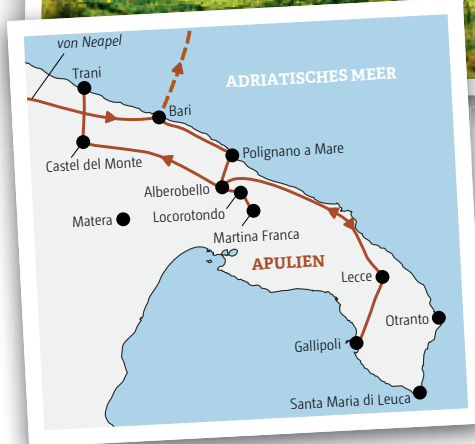 von Neapel
Trani
ADRIATISCHES MEER
Bari
Castel del Monte
Polignano a Mare
Alberobello
Locorotondo
Matera
Martina Franca
APULIEN
Lecce
Otranto
Gallipoli
Santa Maria di Leuca